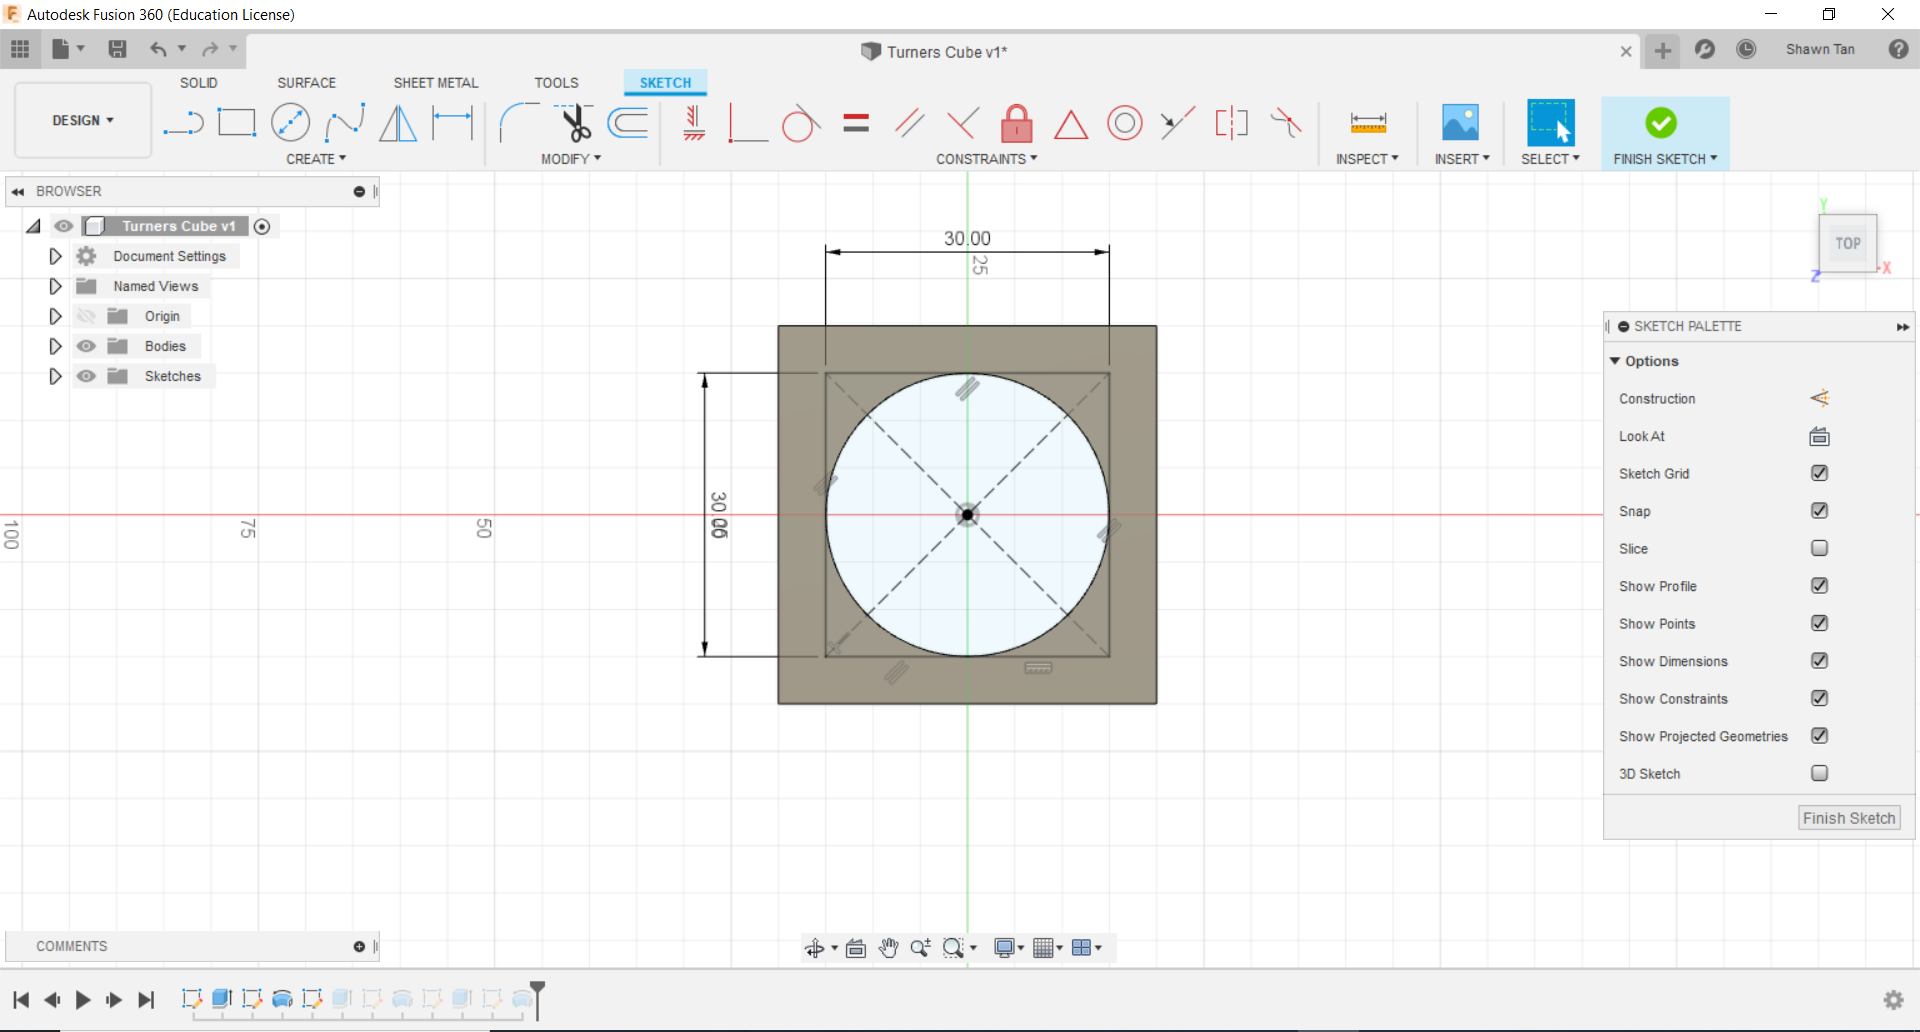 Autodesk Fusion 360 (Education License)
Turners Cube v1*
Shawn Tan
SOLID
SURFACE
SHEET METAL
TOOLS
SKETCH
DESIGN
CREATE
MODIFY
CONSTRAINTS
INSPECT
INSERT
SELECT
FINISH SKETCH
BROWSER
Turners Cube v1
Document Settings
Named Views
Origin
Bodies
Sketches
30.00
25
30.00
100
75
50
Y
TOP
X
Z
SKETCH PALETTE
Options
Construction
Look At
Sketch Grid
Snap
Slice
Show Profile
Show Points
Show Dimensions
Show Constraints
Show Projected Geometries
3D Sketch
Finish Sketch
COMMENTS